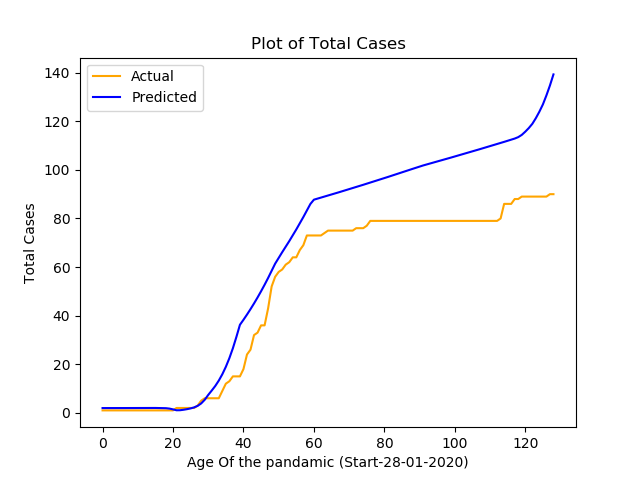 Plot of Total Cases
Actual
Predicted
140
120
100
80
60
40
20
0
Total Cases
0 20 40 60 80 100 120
Age Of the pandamic (Start-28-01-2020)